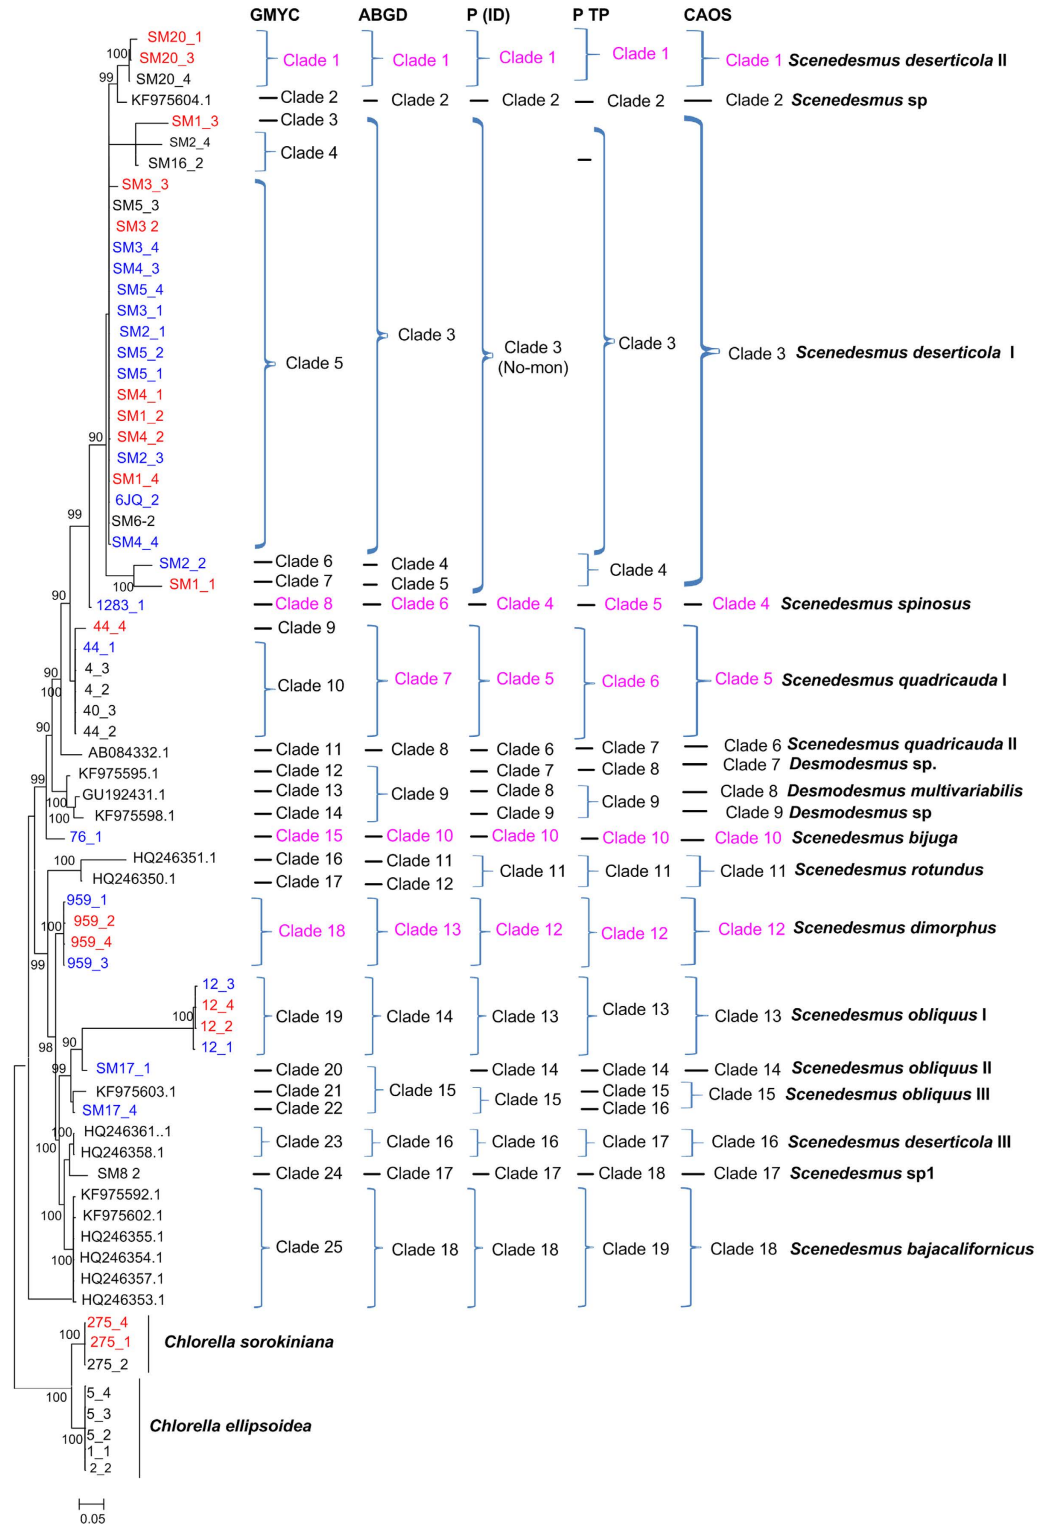 GMYC ABGD P (ID) P TP CAOS
SM20_1
100 SM20_3 Clade 1 Clade 1 Clade 1 Clade 1 Clade 1 Scenedesmus deserticola II
99 SM20_4
KF975604.1 Clade 2 Clade 2 Clade 2 Clade 2 Clade 2 Scenedesmus sp
SM1_3 Clade 3
SM2_4
Clade 4
SM16_2
SM3_3
SM5_3
SM3 2
SM3_4
SM4_3
SM5_4
SM3_1
SM2_1 Clade 3 Clade 3
SM5_2 Clade 5 Clade 3 Clade 3 Scenedesmus deserticola I
(No-mon)
SM5_1
SM4_1
SM1_2
90 SM4_2
SM2_3
SM1_4
6JQ_2
99 SM6-2
SM4_4
SM2_2 Clade 6 Clade 4 Clade 4
100 SM1_1 Clade 7 Clade 5
90 1283_1 Clade 8 Clade 6 Clade 4 Clade 5 Clade 4 Scenedesmus spinosus
44_4 Clade 9
44_1
90 4_3 Clade 7 Clade 5 Clade 6 Clade 5 Scenedesmus quadricauda I
100 4_2 Clade 10
40_3
90 44_2
AB084332.1 Clade 11 Clade 8 Clade 6 Clade 7 Clade 6 Scenedesmus quadricauda II
KF975595.1 Clade 12 Clade 7 Clade 8 Clade 7 Desmodesmus sp.
99 GU192431.1 Clade 13 Clade 9 Clade 8 Clade 9 Clade 8 Desmodesmus multivariabilis
100
100 KF975598.1 Clade 14 Clade 9 Clade 9 Desmodesmus sp
76_1 Clade 15 Clade 10 Clade 10 Clade 10 Clade 10 Scenedesmus bijuga
100 HQ246351.1 Clade 16 Clade 11
Clade 11 Clade 11 Clade 11 Scenedesmus rotundus
HQ246350.1 Clade 17 Clade 12
959_1
100 959_2 Clade 18 Clade 13 Clade 12 Clade 12 Clade 12 Scenedesmus dimorphus
959_4
99 959_3
12_3
12_4
100 12_2 Clade 19 Clade 14 Clade 13 Clade 13 Clade 13 Scenedesmus obliquus I
98 90 12_1
99 SM17_1 Clade 20 Clade 14 Clade 14 Clade 14 Scenedesmus obliquus II
KF975603.1 Clade 21 Clade 15 Clade 15 Clade 15 Clade 15 Scenedesmus obliquus III
SM17_4 Clade 22 Clade 16
100 HQ246361..1
Clade 23 Clade 16 Clade 16 Clade 17 Clade 16 Scenedesmus deserticola III
100 HQ246358.1
SM8 2 Clade 24 Clade 17 Clade 17 Clade 18 Clade 17 Scenedesmus sp1
KF975592.1
100 KF975602.1
HQ246355.1
Clade 25 Clade 18 Clade 18 Clade 19 Clade 18 Scenedesmus bajacalifornicus
100 HQ246354.1
HQ246357.1
HQ246353.1
275_4
100 275_1 Chlorella sorokiniana
275_2
100 5_4
5_3
Chlorella ellipsoidea
100 5_2
1_1
2_2
0.05